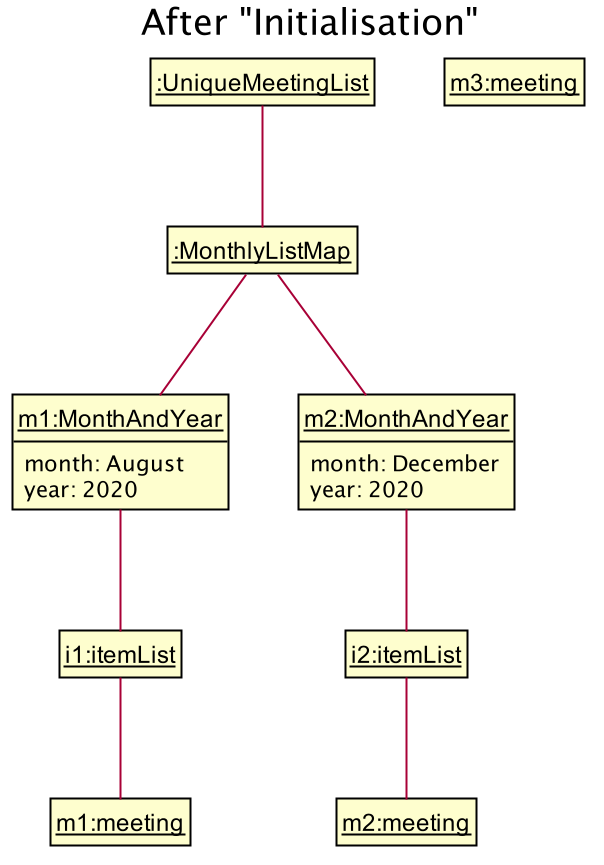 After "Initialisation"
:UniqueMeetingList
m3:meeting
:MonthlyListMap
m1:MonthAndYear
month: August
year: 2020
m2:MonthAndYear
month: December
year: 2020
i1:itemList
i2:itemList
m1:meeting
m2:meeting